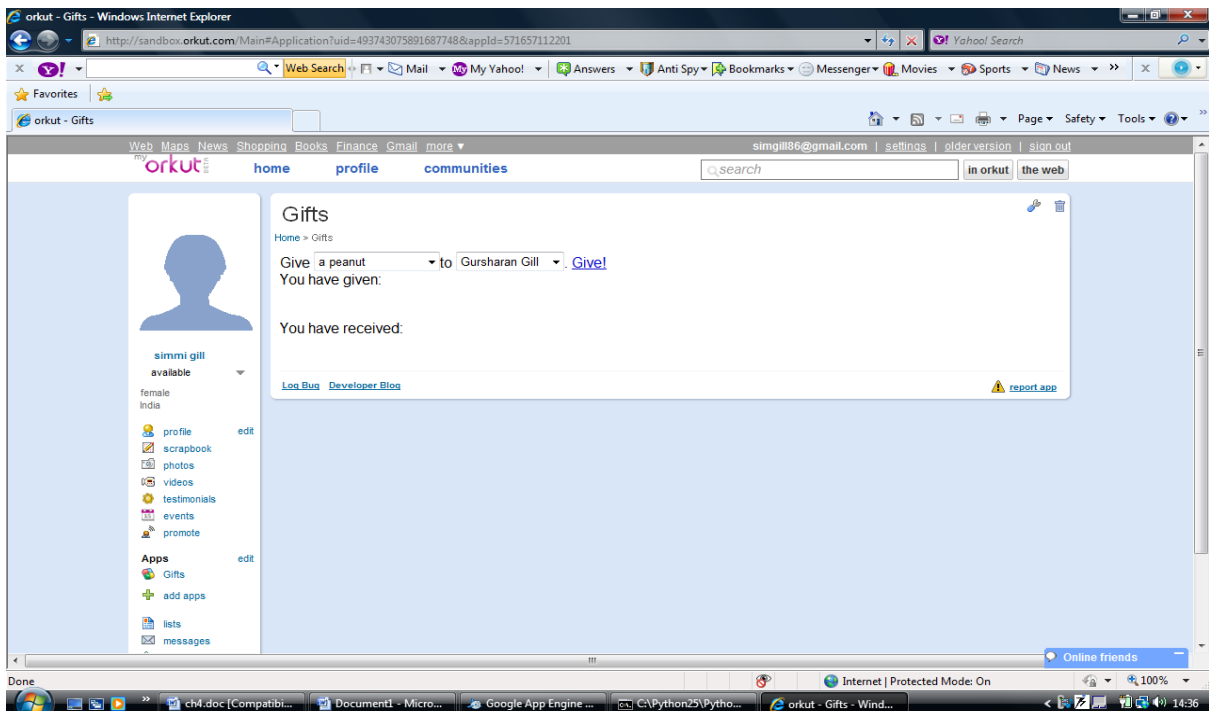 orkut - Gifts - Windows Internet Explorer
http://sandbox.orkut.com/Main#Application?uid=493743075891687748&appId=571657112201
Yahoo! Search
Y! Web Search Mail My Yahoo! Answers Anti Spy Bookmarks Messenger Movies Sports News
Favorites
orkut - Gifts
Page Safety Tools
Web Maps News Shopping Books Finance Gmail more
simgill86@gmail.com | settings | older version | sign out
my orkut BETA
home profile communities
search
in orkut the web
Gifts
Home » Gifts
Give a peanut to Gursharan Gill . Give!
You have given:
You have received:
Log Bug Developer Blog
report app
simmi gill
available
female
India
profile edit
scrapbook
photos
videos
testimonials
events
promote
Apps edit
Gifts
add apps
lists
messages
Online friends
Done
Internet | Protected Mode: On
100%
ch4.doc [Compatibi...
Document1 - Micro...
Google App Engine ...
C:\Python25\Pytho...
orkut - Gifts - Wind...
14:36